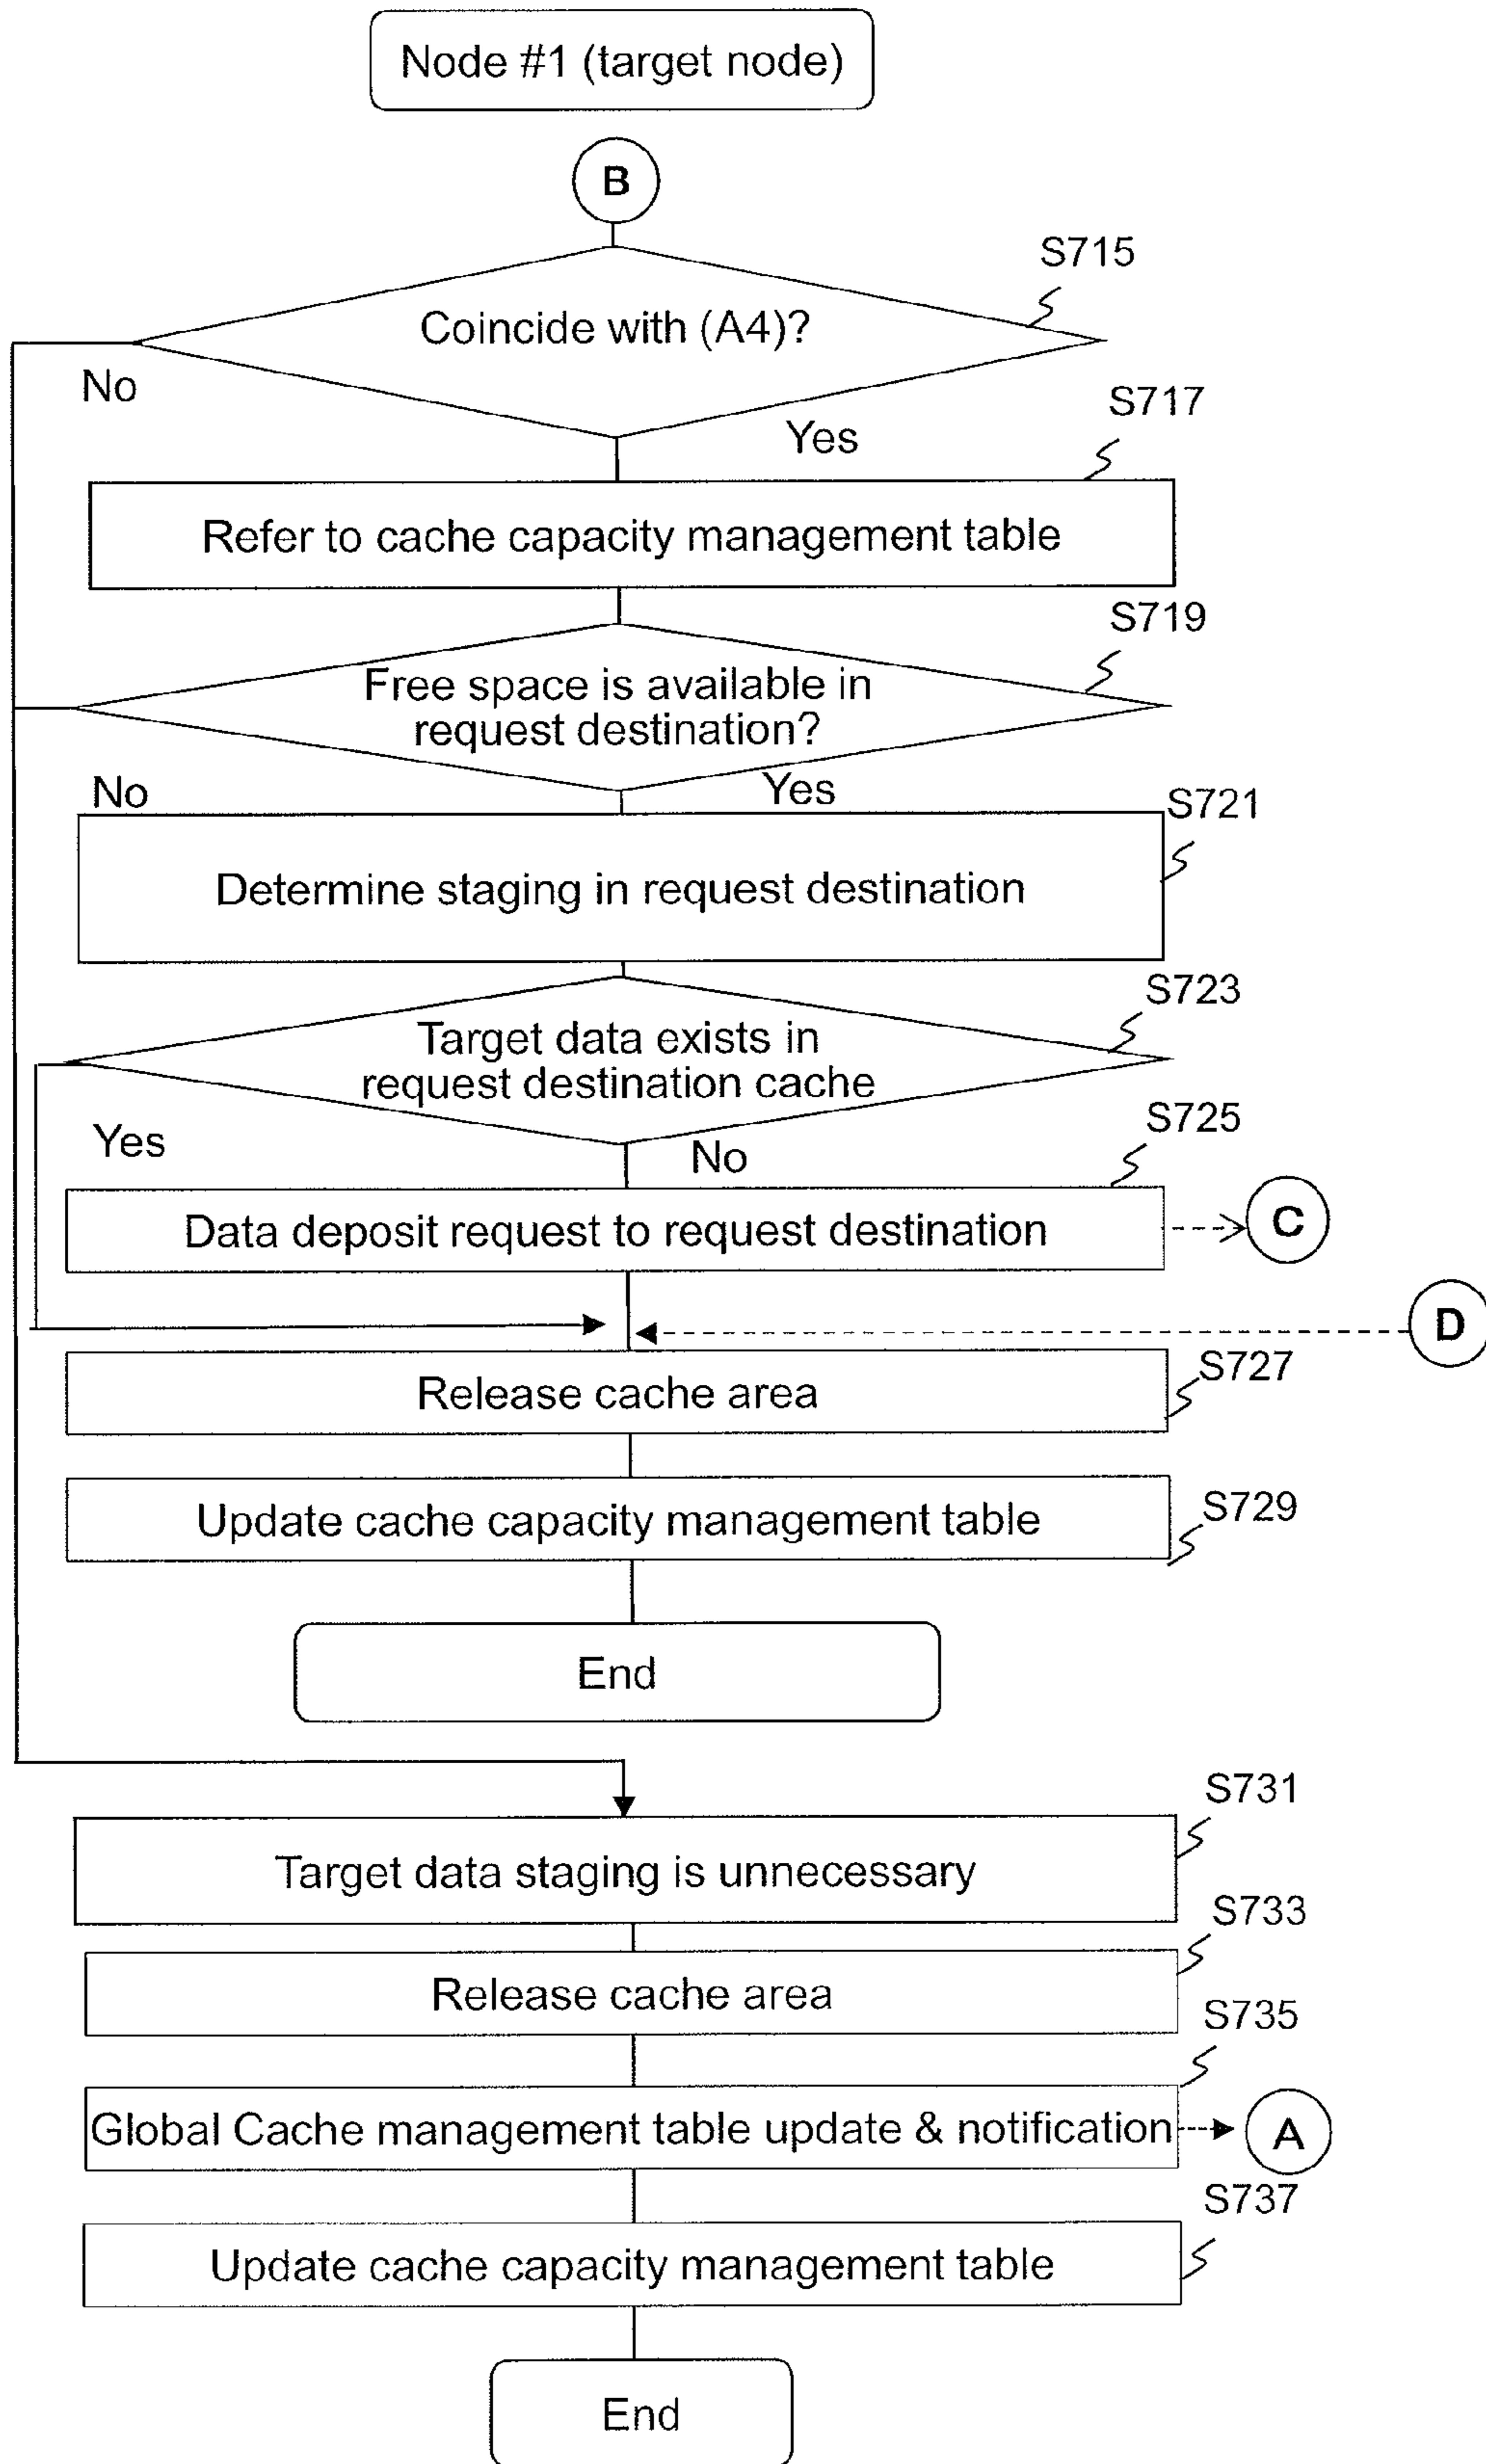 Node #1 (target node)
B
S715
Coincide with (A4)?
No
Yes
S717
Refer to cache capacity management table
S719
Free space is available in
request destination?
No
Yes
S721
Determine staging in request destination
S723
Target data exists in
request destination cache
Yes
No
S725
Data deposit request to request destination
C
D
S727
Release cache area
S729
Update cache capacity management table
End
S731
Target data staging is unnecessary
S733
Release cache area
S735
Global Cache management table update & notification
A
S737
Update cache capacity management table
End